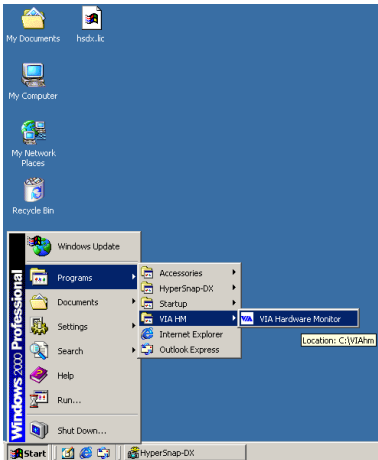 My Documents
hsdx.lic
My Computer
My Network
Places
Recycle Bin
Windows 2000 Professional
Windows Update
Programs
Documents
Settings
Search
Help
Run...
Shut Down...
Accessories
HyperSnap-DX
Startup
VIA HM
Internet Explorer
Outlook Express
VIA Hardware Monitor
Location: C:\VIAhm
Start
HyperSnap-DX